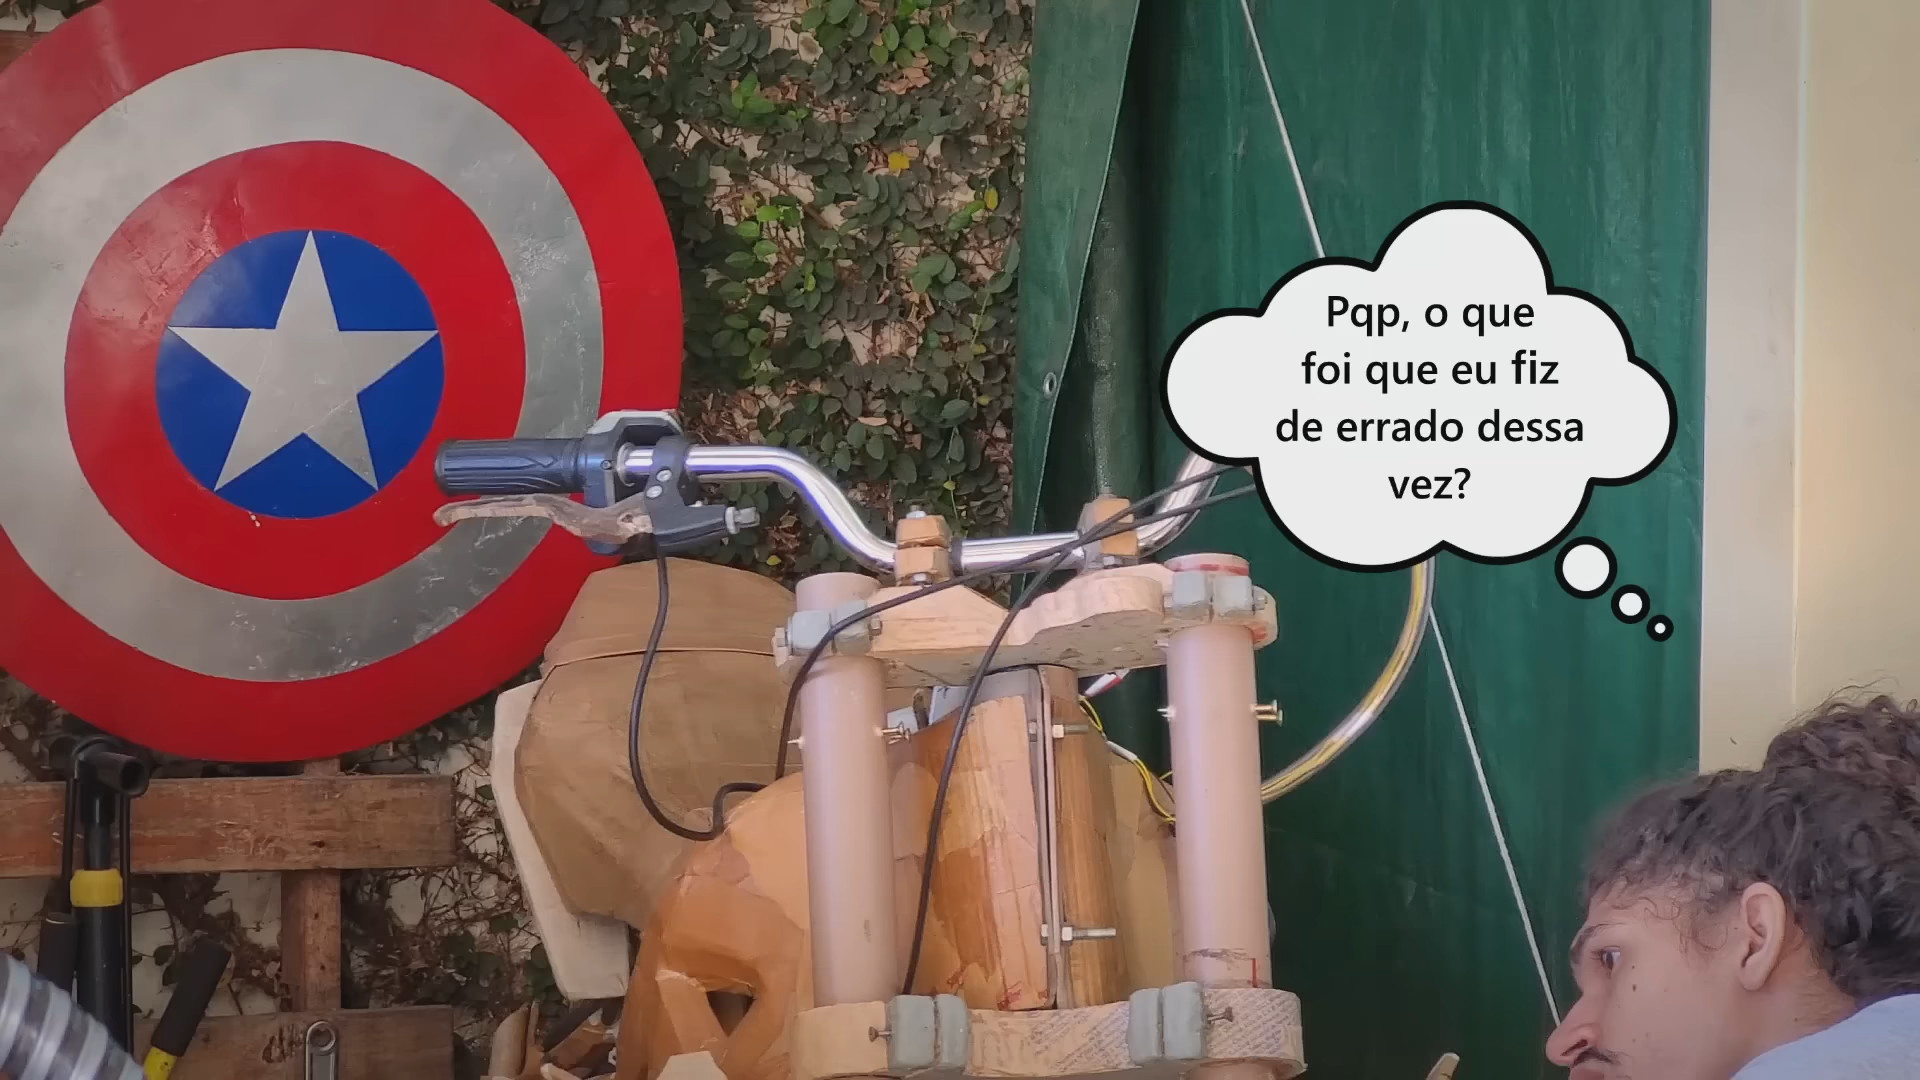 Pqp, o que
foi que eu fiz
de errado dessa
vez?